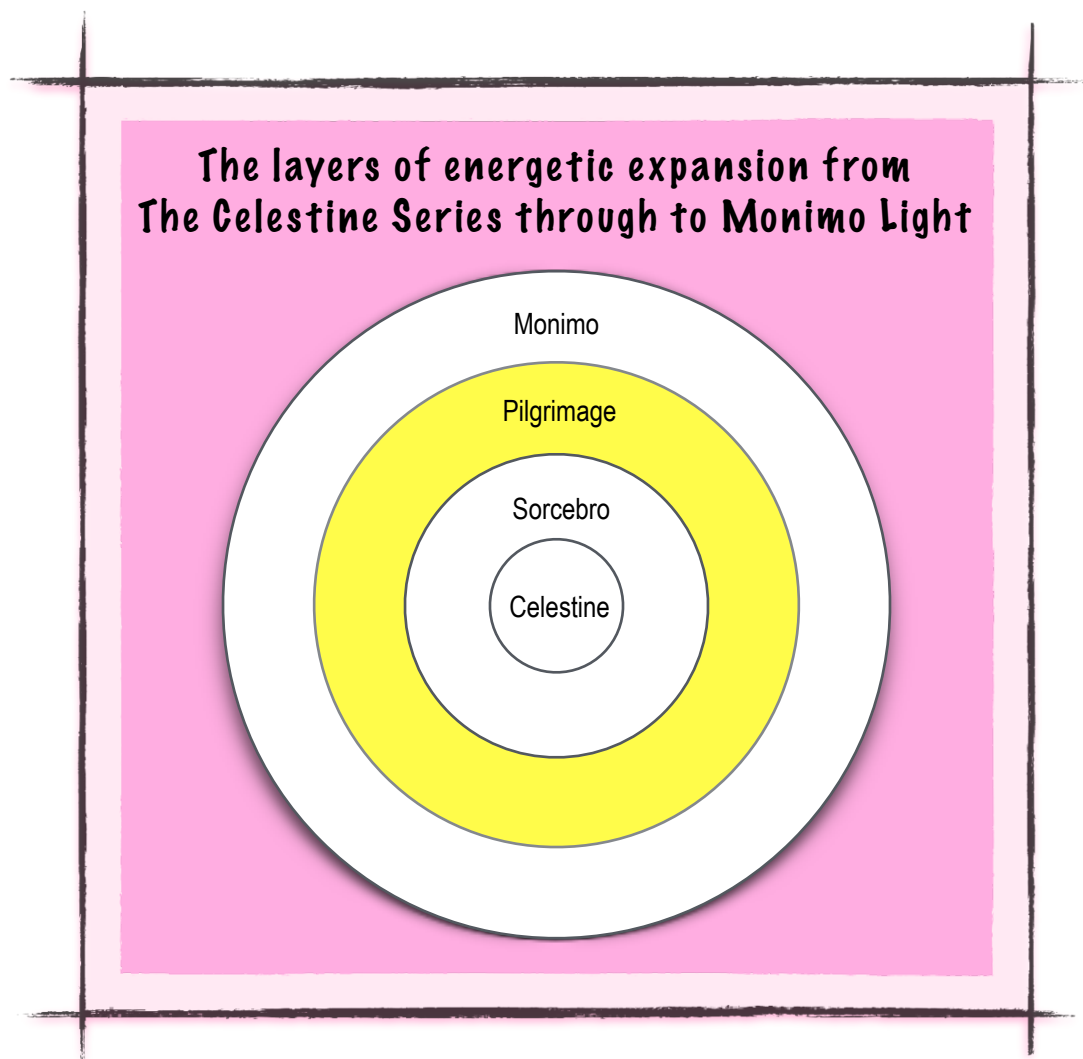 The layers of energetic expansion from
The Celestine Series through to Monimo Light
Monimo
Pilgrimage
Sorcebro
Celestine